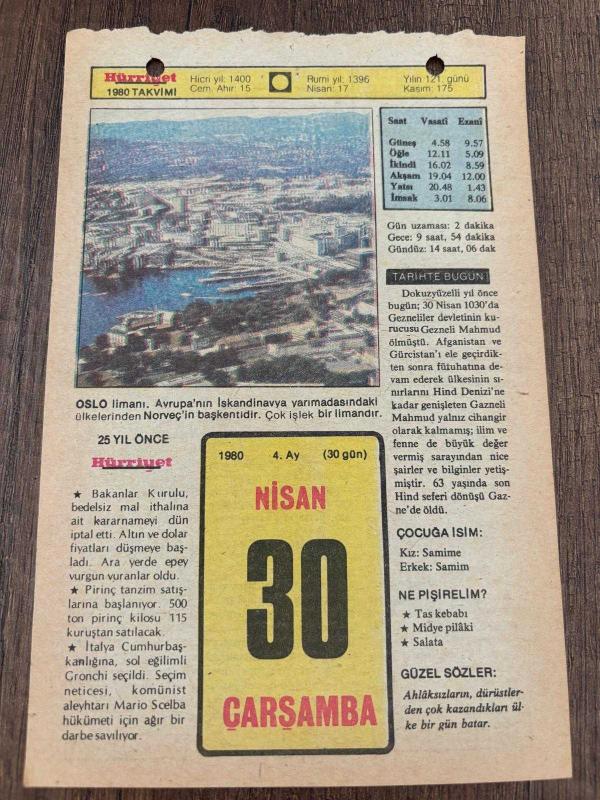 Hürriyet
1980 TAKVİMİ
Hicri yıl: 1400
Cem. Ahir: 15
Rumi yıl: 1396
Nisan: 17
Yılın 121. günü
Kasım: 175
Saat Vasatî Ezanî
Güneş 4.58 9.57
Öğle 12.11 5.09
İkindi 16.02 8.59
Akşam 19.04 12.00
Yatsı 20.48 1.43
İmsak 3.01 8.06
Gün uzaması: 2 dakika
Gece: 9 saat, 54 dakika
Gündüz: 14 saat, 06 dak
TARİHTE BUGÜN
Dokuzyüzelli yıl önce
bugün; 30 Nisan 1030'da
Gezneliler devletinin ku-
rucusu Gezneli Mahmud
ölmüştü. Afganistan ve
Gürcistan'ı ele geçirdik-
ten sonra fütuhatına de-
vam ederek ülkesinin sı-
nırlarını Hind Denizi'ne
kadar genişleten Gazneli
Mahmud yalnız cihangir
olarak kalmamış; ilim ve
fenne de büyük değer
vermiş sarayından nice
şairler ve bilginler yetiş-
miştir. 63 yaşında son
Hind seferi dönüşü Gaz-
ne'de öldü.
ÇOCUĞA İSİM:
Kız: Samime
Erkek: Samim
NE PİŞİRELİM?
★ Tas kebabı
★ Midye pilâki
★ Salata
GÜZEL SÖZLER:
Ahlâksızların, dürüstler-
den çok kazandıkları ül-
ke bir gün batar.
OSLO limanı. Avrupa'nın İskandinavya yarımadasındaki
ülkelerinden Norveç'in başkentidir. Çok işlek bir limandır.
25 YIL ÖNCE
Hürriyet
★ Bakanlar Kurulu,
bedelsiz mal ithalına
ait kararnameyi dün
iptal etti. Altın ve dolar
fiyatları düşmeye baş-
ladı. Ara yerde epey
vurgun vuranlar oldu.
★ Pirinç tanzim satış-
larına başlanıyor. 500
ton pirinç kilosu 115
kuruştan satılacak.
★ İtalya Cumhurbaş-
kanlığına, sol eğilimli
Gronchi seçildi. Seçim
neticesi, komünist
aleyhtarı Mario Scelba
hükümeti için ağır bir
darbe sayılıyor.
1980 4. Ay (30 gün)
NİSAN
30
ÇARŞAMBA